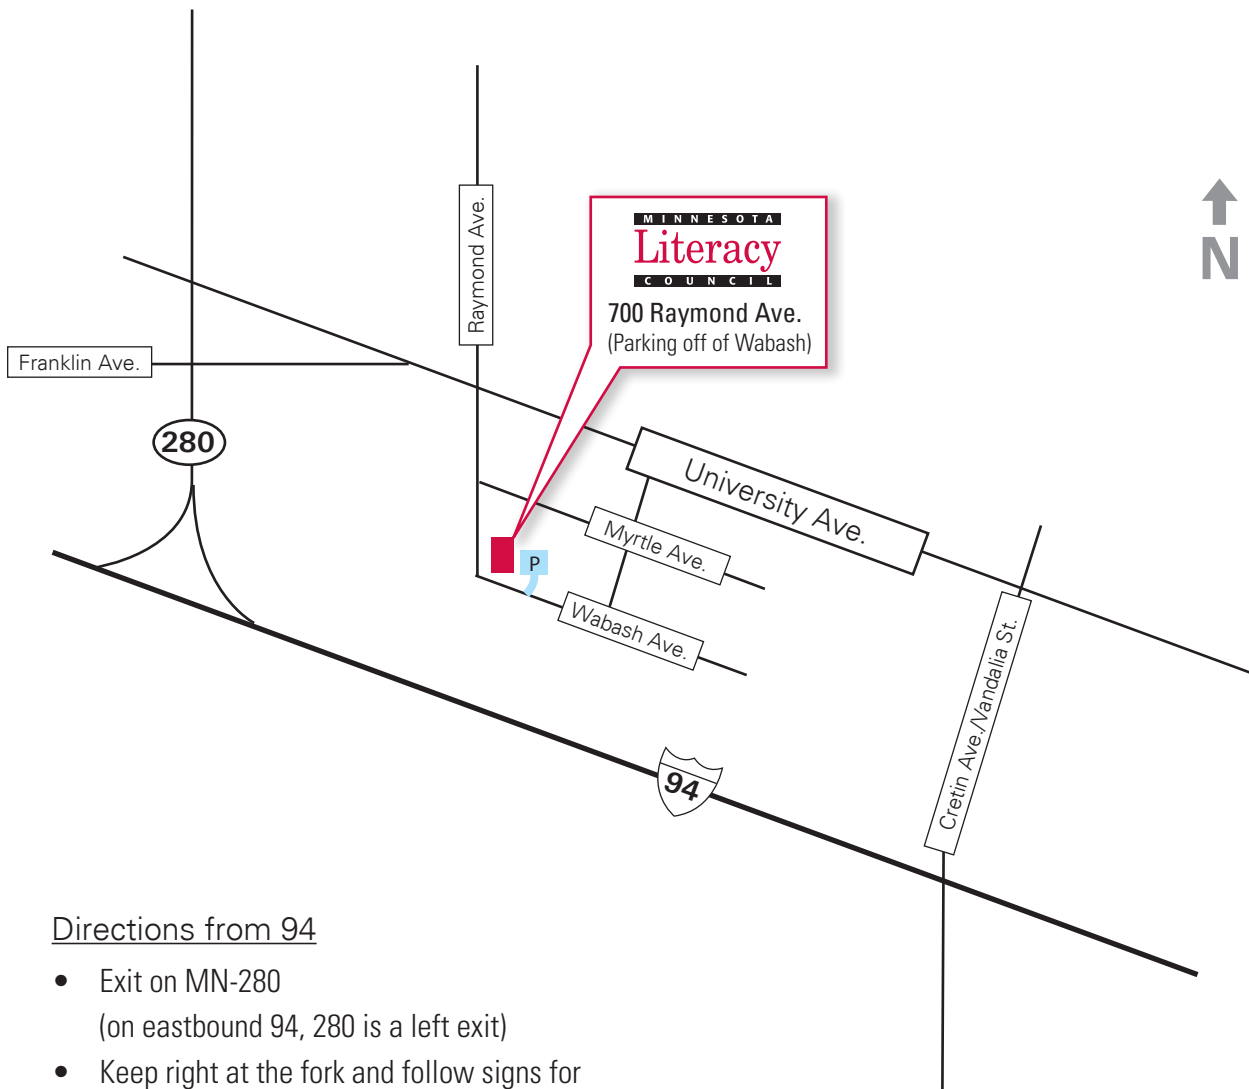 MINNESOTA
Literacy
COUNCIL
700 Raymond Ave.
(Parking off of Wabash)
N
Raymond Ave.
Franklin Ave.
280
University Ave.
Myrtle Ave.
P
Wabash Ave.
Cretin Ave./Vandalia St.
94
Directions from 94
• Exit on MN-280
(on eastbound 94, 280 is a left exit)
• Keep right at the fork and follow signs for